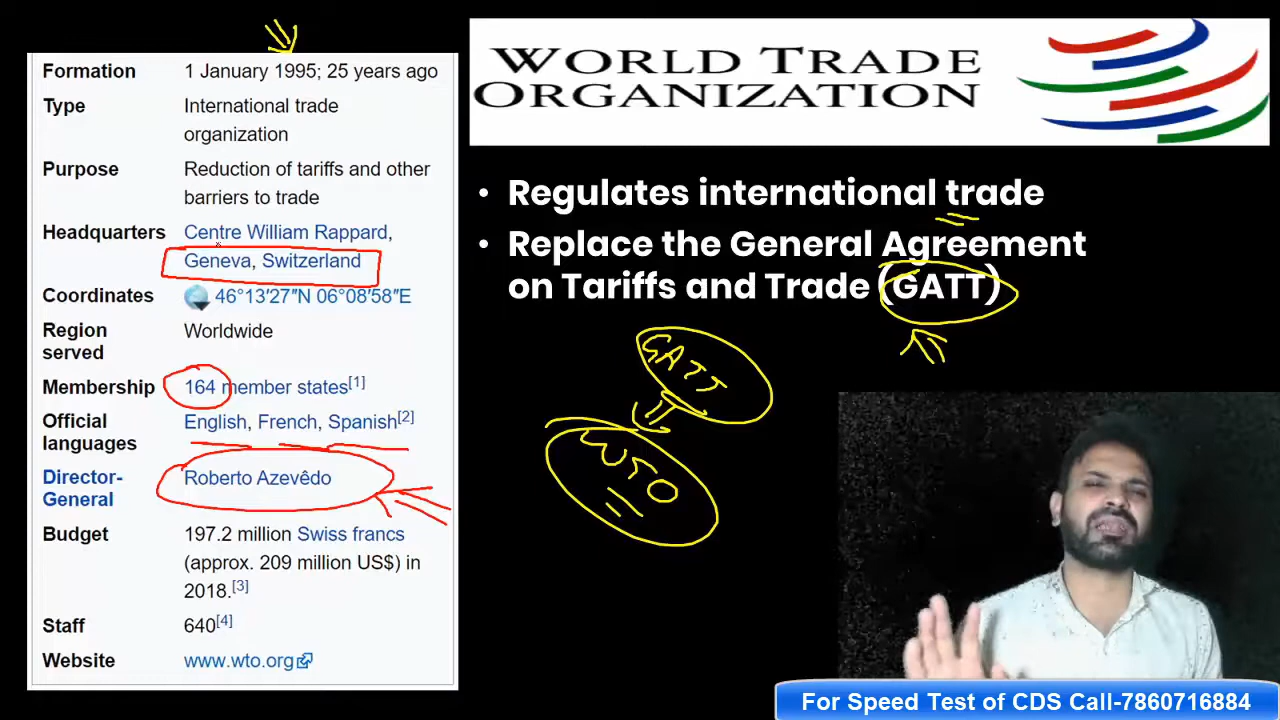 Formation 1 January 1995; 25 years ago
Type International trade
organization
Purpose Reduction of tariffs and other
barriers to trade
Headquarters Centre William Rappard,
Geneva, Switzerland
Coordinates 46°13′27″N 06°08′58″E
Region Worldwide
served
Membership 164 member states[1]
Official English, French, Spanish[2]
languages
Director- Roberto Azevêdo
General
Budget 197.2 million Swiss francs
(approx. 209 million US$) in
2018.[3]
Staff 640[4]
Website www.wto.org
WORLD TRADE
ORGANIZATION
• Regulates international trade
• Replace the General Agreement
on Tariffs and Trade (GATT)
GATT
WTO
For Speed Test of CDS Call-7860716884